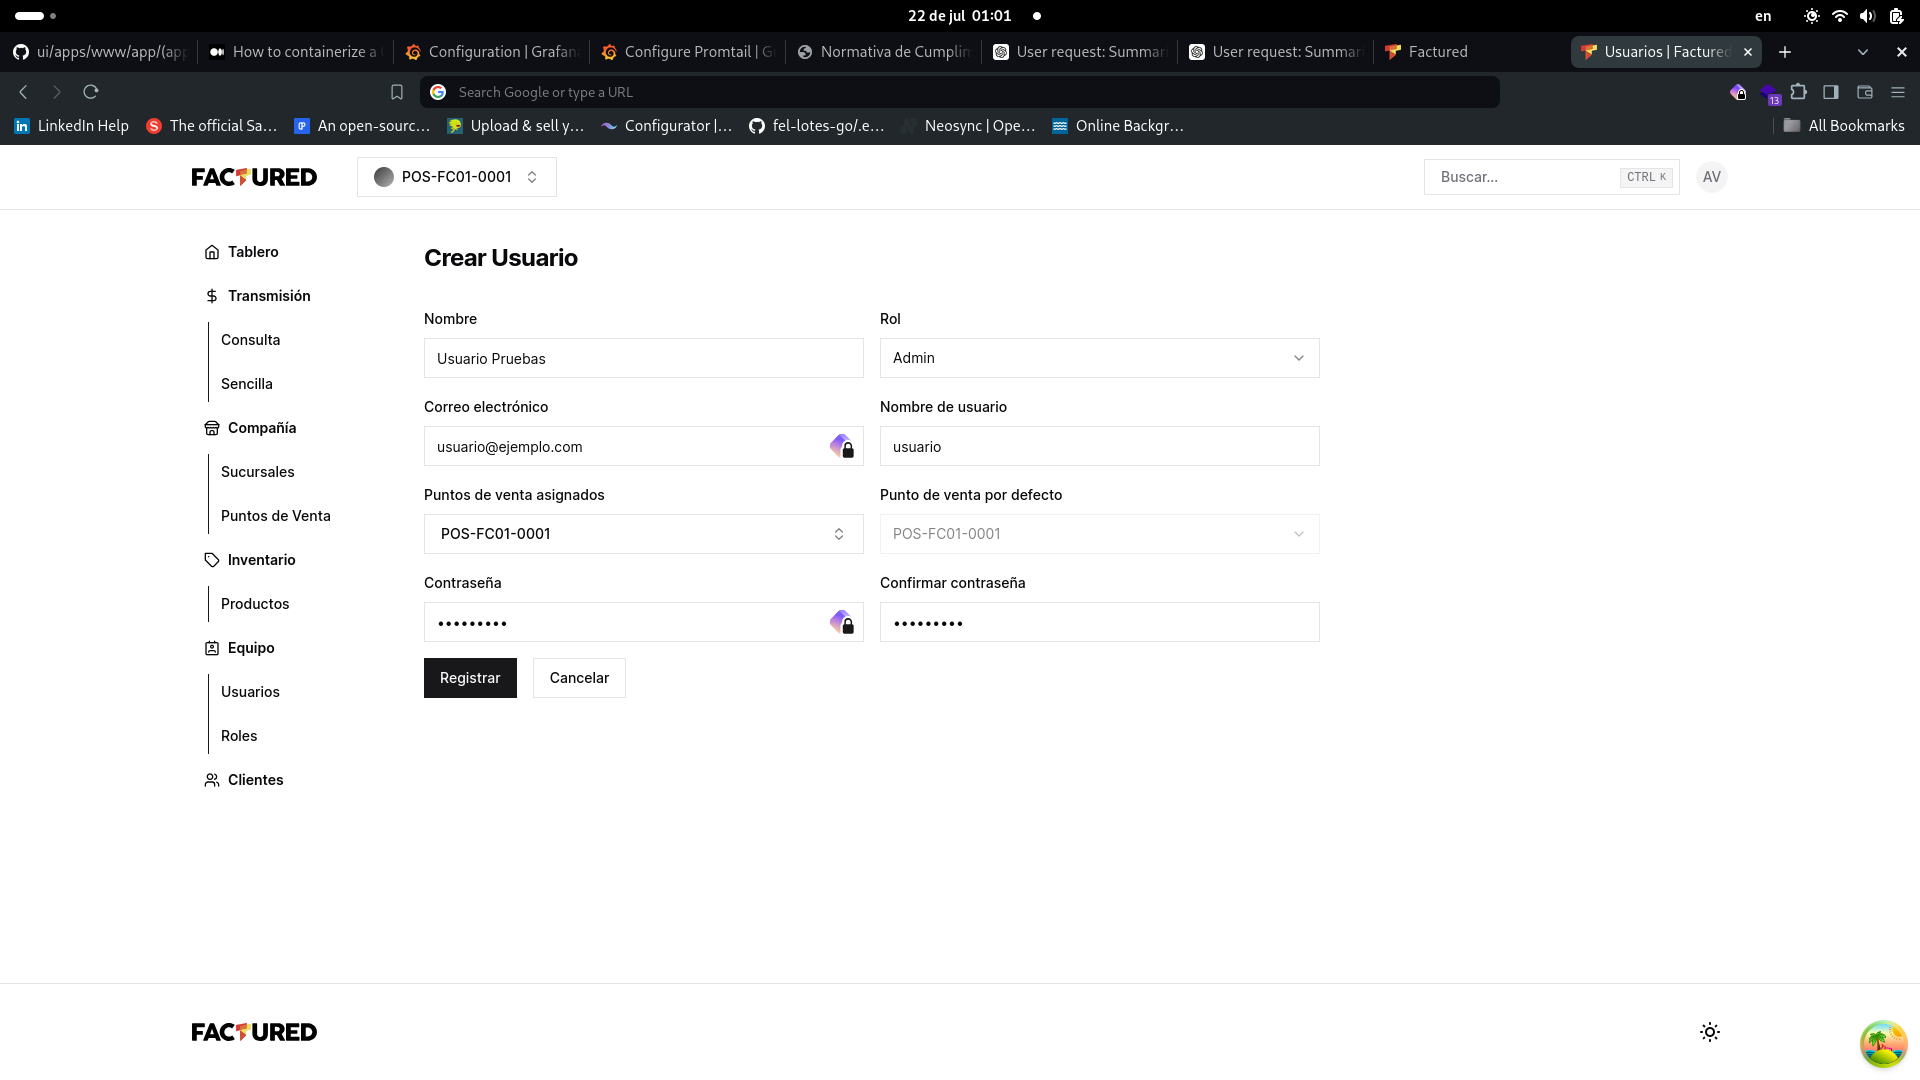 22 de jul 01:01
en
ui/apps/www/app/(app
How to containerize a
Configuration | Grafana
Configure Promtail | G
Normativa de Cumplim
User request: Summar
User request: Summar
Factured
Usuarios | Factured
Search Google or type a URL
13
LinkedIn Help
The official Sa...
An open-sourc...
Upload & sell y...
Configurator |...
fel-lotes-go/.e...
Neosync | Ope...
Online Backgr...
All Bookmarks
FACTURED
POS-FC01-0001
Buscar...
CTRL K
AV
Tablero
Transmisión
Consulta
Sencilla
Compañía
Sucursales
Puntos de Venta
Inventario
Productos
Equipo
Usuarios
Roles
Clientes
Crear Usuario
Nombre
Usuario Pruebas
Rol
Admin
Correo electrónico
usuario@ejemplo.com
Nombre de usuario
usuario
Puntos de venta asignados
POS-FC01-0001
Punto de venta por defecto
POS-FC01-0001
Contraseña
•••••••••
Confirmar contraseña
•••••••••
Registrar
Cancelar
FACTURED